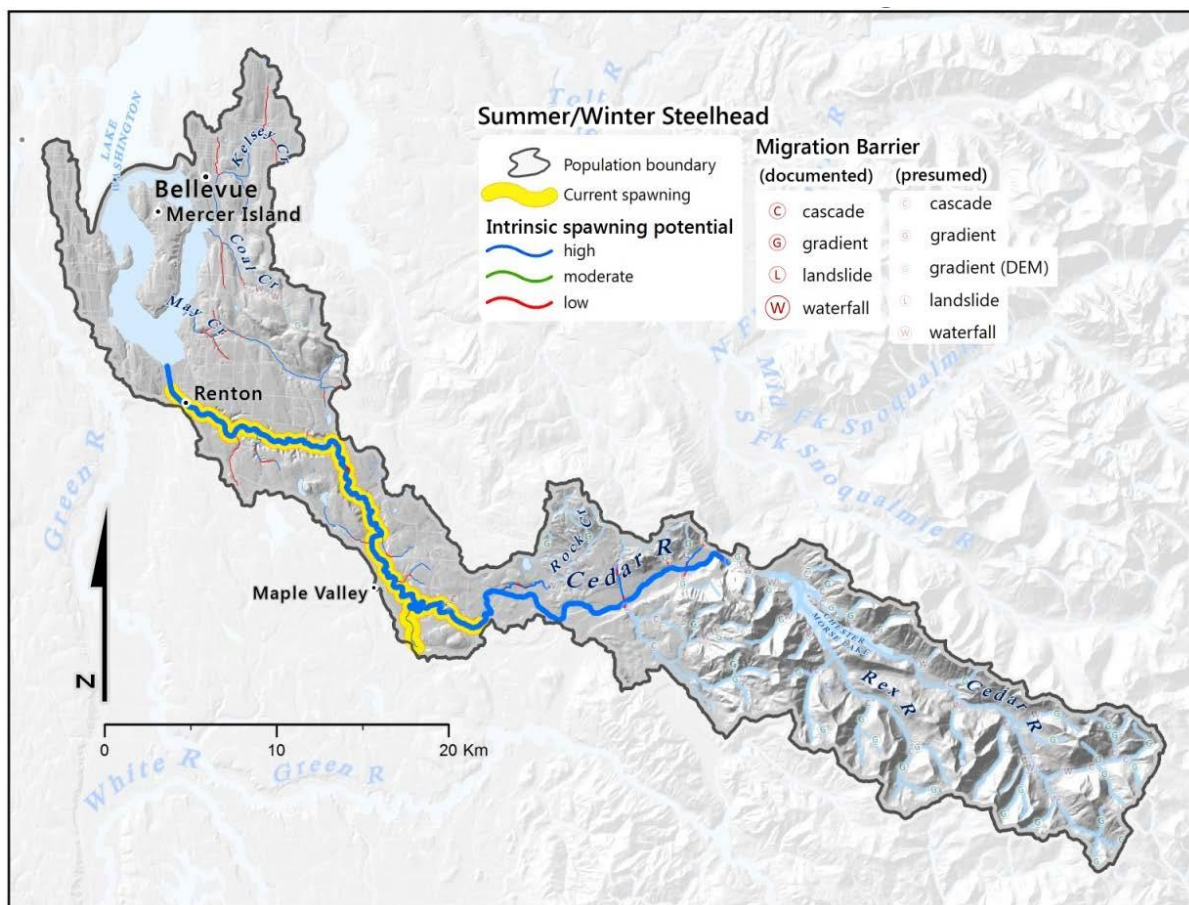 Tolt R
LAKE
WASHINGTON
Kelsey Cr
Bellevue
Mercer Island
Coal Cr
May Cr
Renton
Summer/Winter Steelhead
Population boundary
Current spawning
Intrinsic spawning potential
high
moderate
low
Migration Barrier
(documented)
C cascade
G gradient
L landslide
W waterfall
(presumed)
C cascade
G gradient
G gradient (DEM)
L landslide
W waterfall
Mid Fk Snoqualmie R
S Fk Snoqualmie R
Green R
Maple Valley
Rock Cr
Cedar R
CHESTER
MORSE LAKE
Rex R
Cedar R
N
0 10 20 Km
White R
Green R